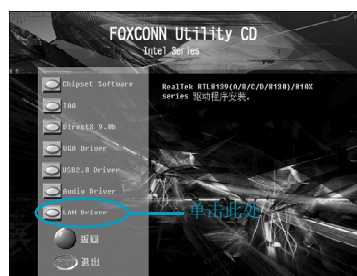 FOXCONN Utility CD
Intel Series
Chipset Software
RealTek RTL8139(A/B/C/D/8130)/810X
series 驱动程序安装。
IAA
DirectX 9.0b
VGA Driver
USB2.0 Driver
Audio Driver
LAN Driver
单击此处
返回
退出